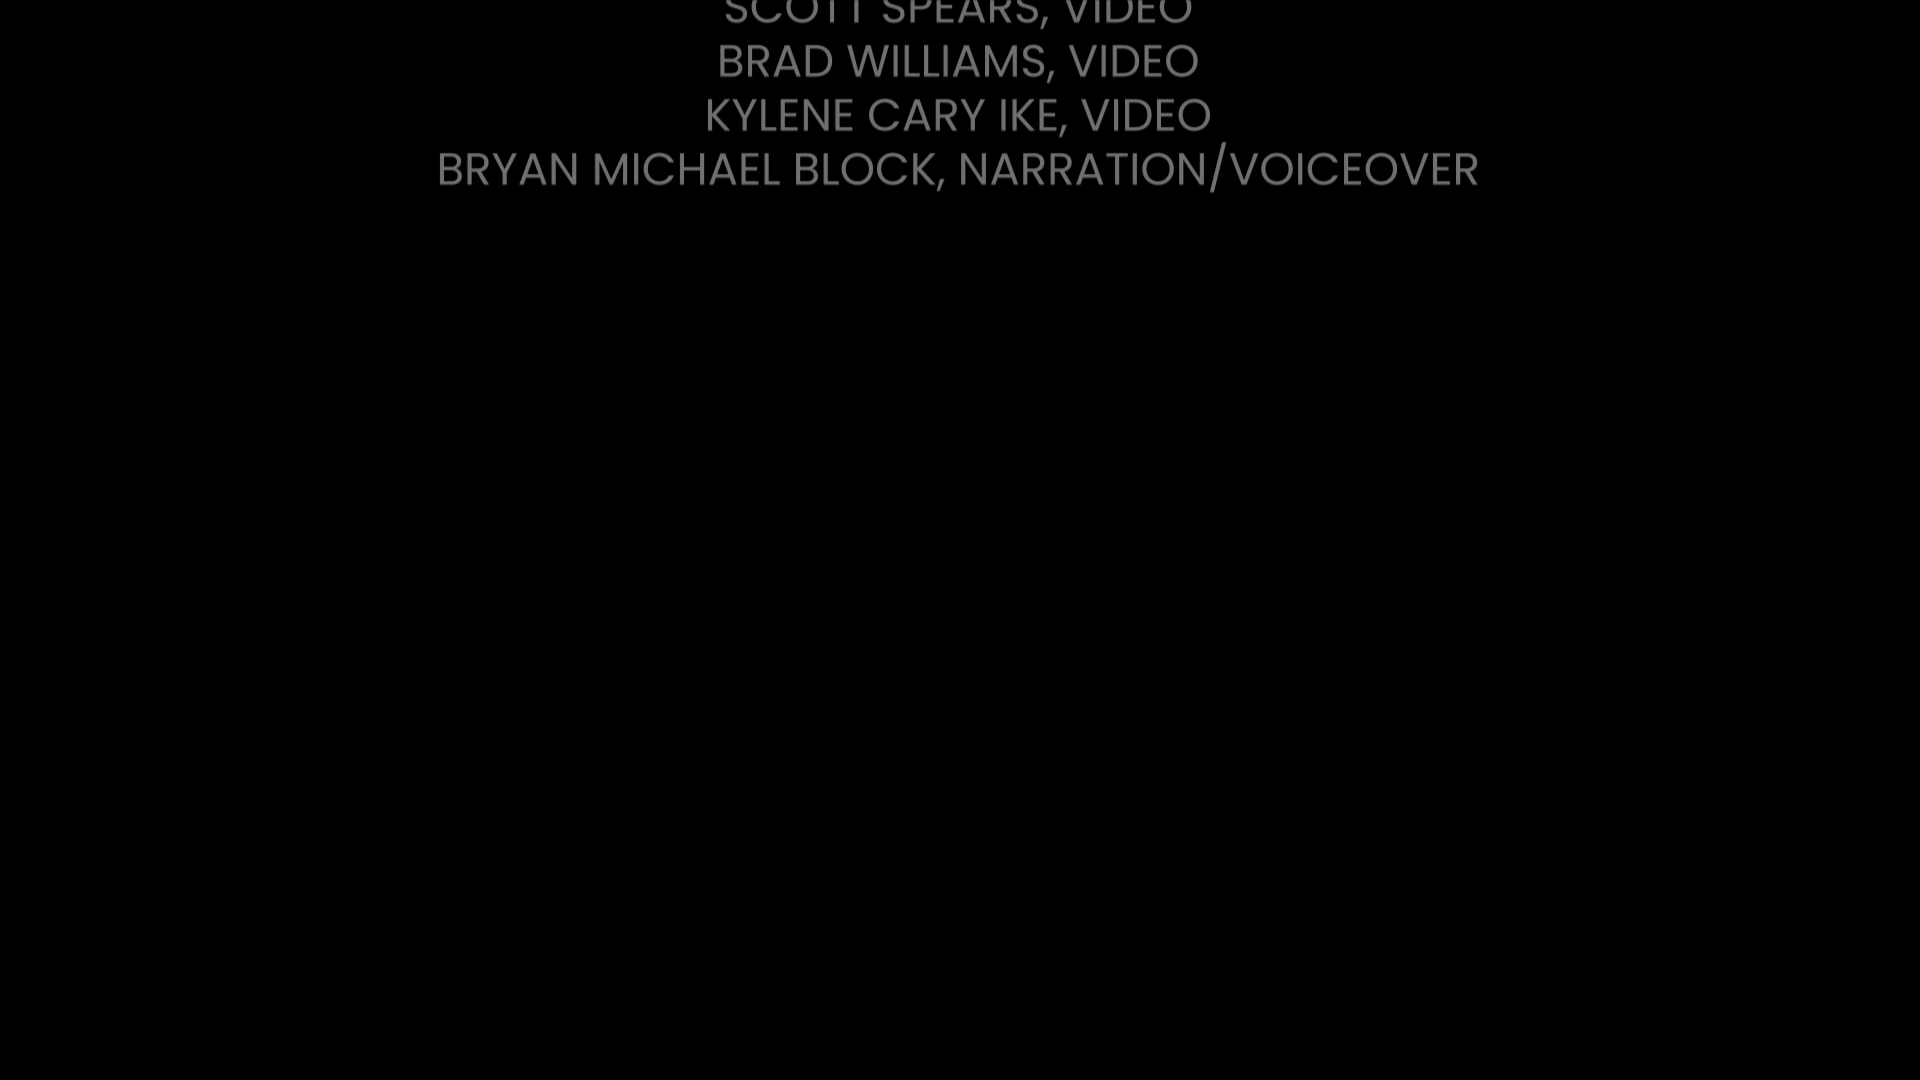 SCOTT SPEARS, VIDEO
BRAD WILLIAMS, VIDEO
KYLENE CARY IKE, VIDEO
BRYAN MICHAEL BLOCK, NARRATION/VOICEOVER